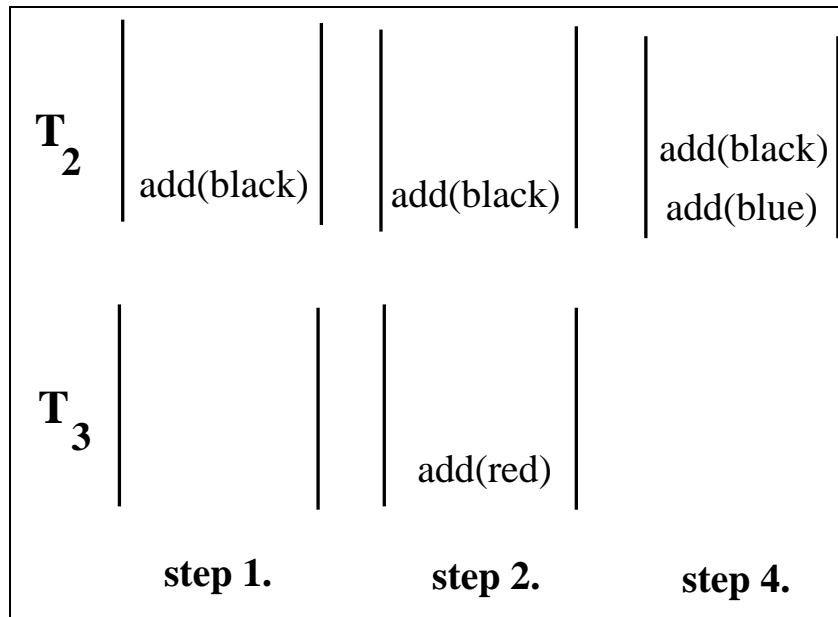 T2
add(black)
add(black)
add(black)
add(blue)
T3
add(red)
step 1.
step 2.
step 4.